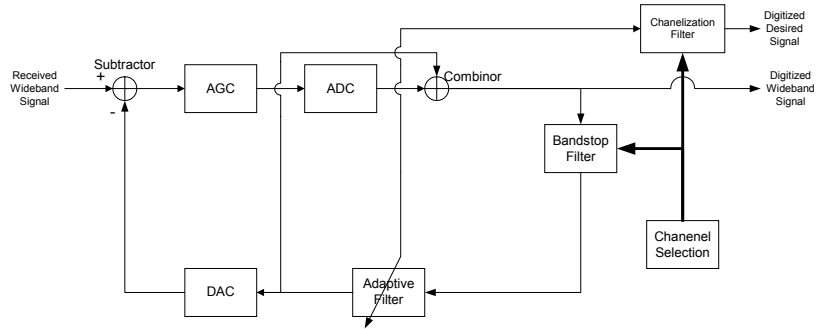 Chanelization
Filter
Digitized
Desired
Signal
Received
Wideband
Signal
Subtractor
+
-
AGC
ADC
Combinor
Digitized
Wideband
Signal
Bandstop
Filter
Chanenel
Selection
DAC
Adaptive
Filter